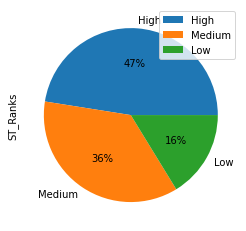 High
High
Medium
Low
47%
ST_Ranks
36%
16%
Low
Medium